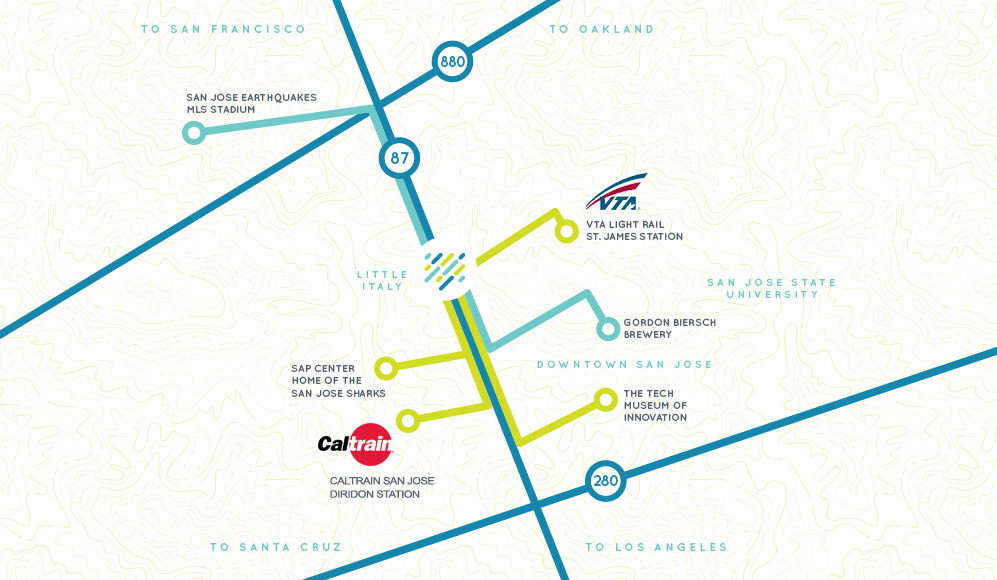 TO SAN FRANCISCO
TO OAKLAND
880
SAN JOSE EARTHQUAKES
MLS STADIUM
87
VTA
VTA LIGHT RAIL
ST. JAMES STATION
LITTLE
ITALY
SAN JOSE STATE
UNIVERSITY
GORDON BIERSCH
BREWERY
DOWNTOWN SAN JOSE
SAP CENTER
HOME OF THE
SAN JOSE SHARKS
THE TECH
MUSEUM OF
INNOVATION
Caltrain
CALTRAIN SAN JOSE
DIRIDON STATION
280
TO SANTA CRUZ
TO LOS ANGELES